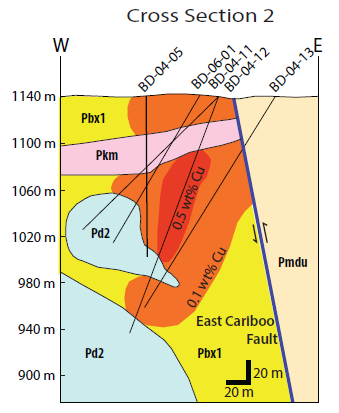 Cross Section 2
W
E
BD-04-05
BD-06-01
BD-04-11
BD-04-12
BD-04-13
1140 m
1100 m
1060 m
1020 m
980 m
940 m
900 m
Pbx1
Pkm
0.5 wt% Cu
Pd2
Pmdu
0.1 wt% Cu
East Cariboo
Fault
Pd2
Pbx1
20 m
20 m